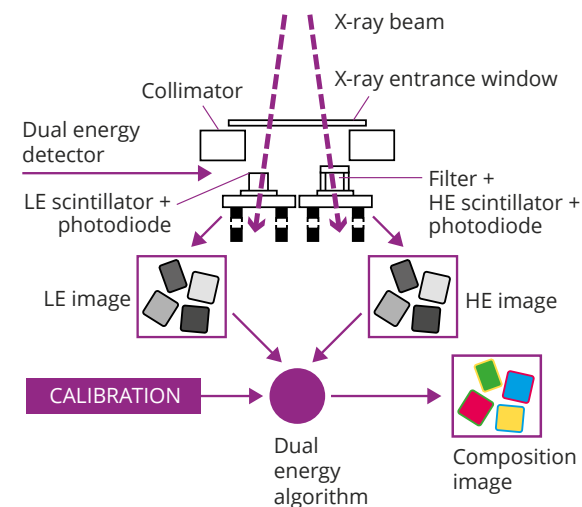 X-ray beam
X-ray entrance window
Collimator
Dual energy
detector
LE scintillator +
photodiode
Filter +
HE scintillator +
photodiode
LE image
HE image
CALIBRATION
Dual
energy
algorithm
Composition
image